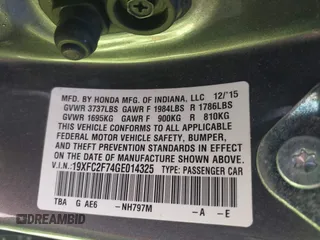 MFD. BY HONDA MFG. OF INDIANA, LLC 12/'15
GVWR 3737LBS GAWR F 1984LBS R 1786LBS
GVWR 1695KG GAWR F 900KG R 810KG
THIS VEHICLE CONFORMS TO ALL APPLICABLE
FEDERAL MOTOR VEHICLE SAFETY, BUMPER,
AND THEFT PREVENTION STANDARDS IN EFFECT ON
THE DATE OF MANUFACTURE SHOWN ABOVE.
V.I.N.:19XFC2F74GE014325 TYPE: PASSENGER CAR
TBA G AE6 -NH797M -A -E
DREAMBID